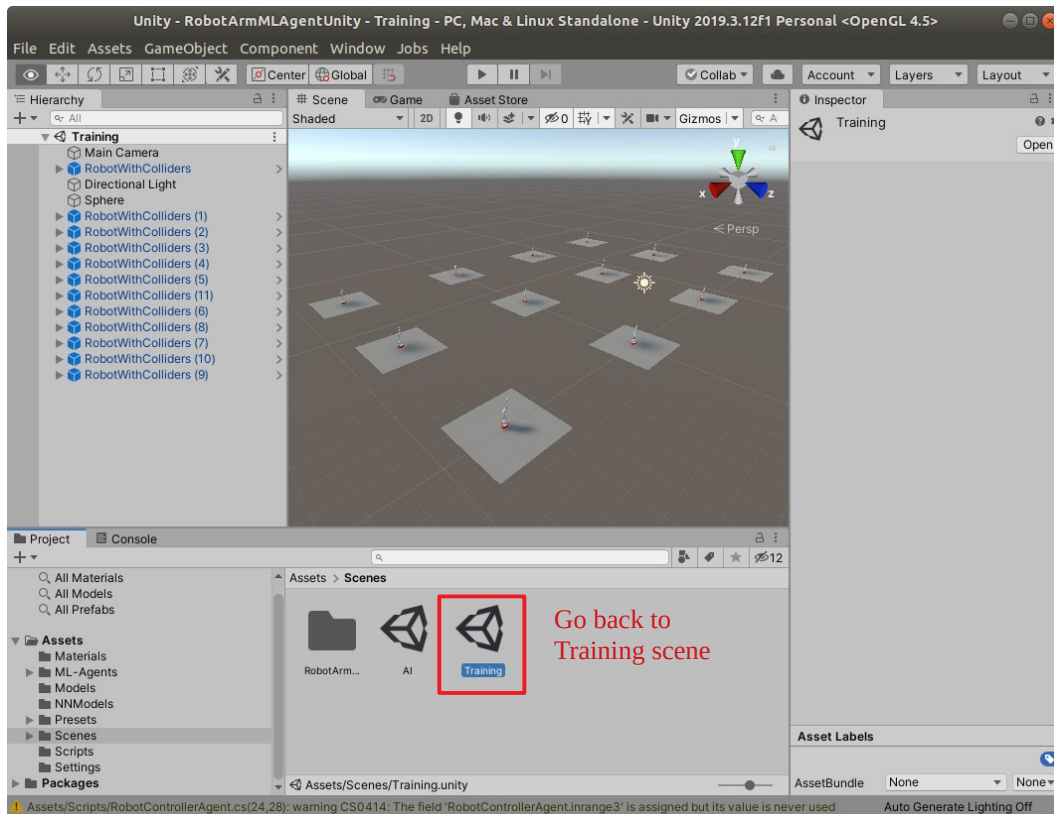 Unity - RobotArmMLAgentUnity - Training - PC, Mac & Linux Standalone - Unity 2019.3.12f1 Personal <OpenGL 4.5>
File Edit Assets GameObject Component Window Jobs Help
Center Global Collab Account Layers Layout
Hierarchy
All
Training
Main Camera
RobotWithColliders
Directional Light
Sphere
RobotWithColliders (1)
RobotWithColliders (2)
RobotWithColliders (3)
RobotWithColliders (4)
RobotWithColliders (5)
RobotWithColliders (11)
RobotWithColliders (6)
RobotWithColliders (8)
RobotWithColliders (7)
RobotWithColliders (10)
RobotWithColliders (9)
Scene Game Asset Store
Shaded 2D 0 Gizmos A
y
x z
Persp
Inspector
Training
Open
Project Console
12
All Materials
All Models
All Prefabs
Assets
Materials
ML-Agents
Models
NNModels
Presets
Scenes
Scripts
Settings
Packages
Assets > Scenes
RobotArm... AI Training
Go back to
Training scene
Assets/Scenes/Training.unity
Asset Labels
AssetBundle None None
Assets/Scripts/RobotControllerAgent.cs(24,28): warning CS0414: The field 'RobotControllerAgent.inrange3' is assigned but its value is never used
Auto Generate Lighting Off